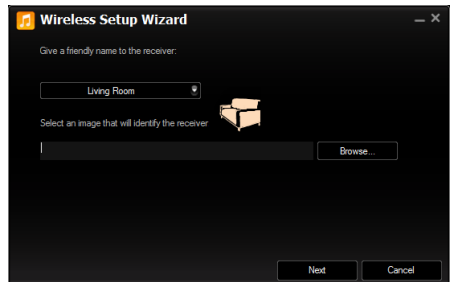 Wireless Setup Wizard
Give a friendly name to the receiver:
Living Room
Select an image that will identify the receiver
Browse...
Next Cancel